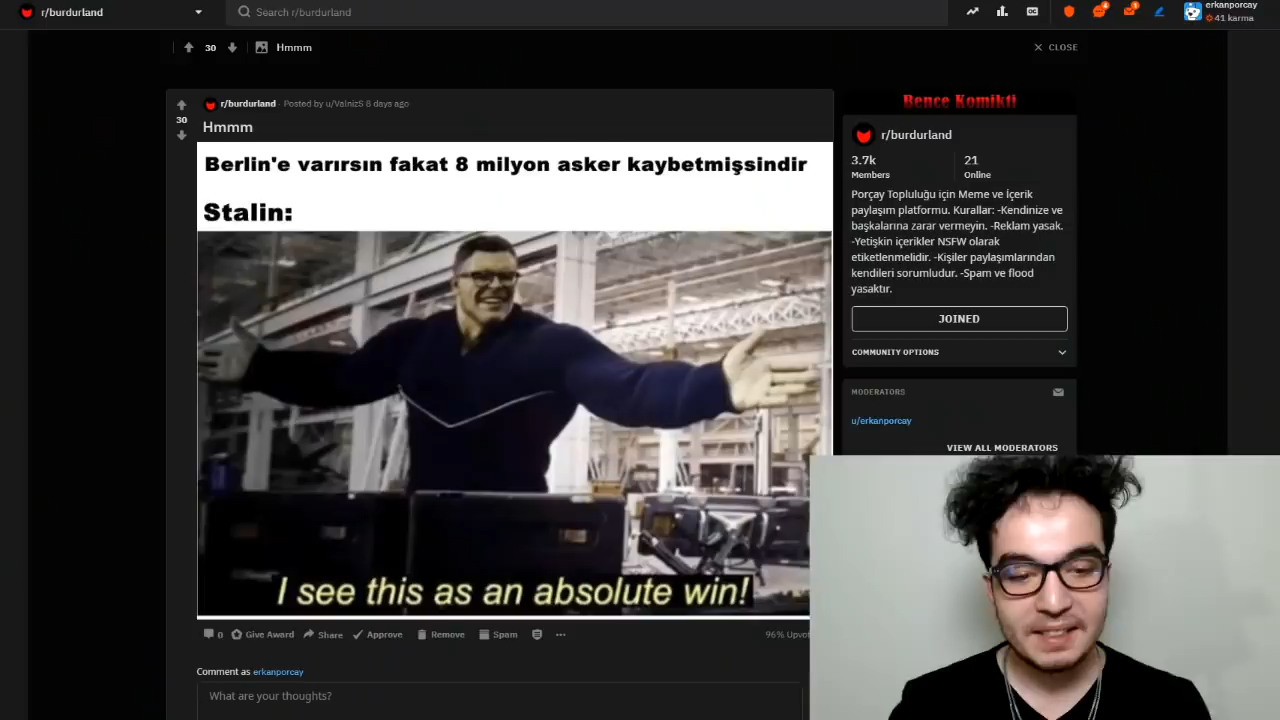 r/burdurland
Search r/burdurland
erkanporcay
41 karma
30
Hmmm
CLOSE
r/burdurland Posted by u/ValnizS 8 days ago
30
Hmmm
Berlin'e varırsın fakat 8 milyon asker kaybetmişsindir
Stalin:
I see this as an absolute win!
0 Give Award Share Approve Remove Spam
96% Upvot
Comment as erkanporcay
What are your thoughts?
Bence Komikti
r/burdurland
3.7k
Members
21
Online
Porçay Topluluğu için Meme ve İçerik
paylaşım platformu. Kurallar: -Kendinize ve
başkalarına zarar vermeyin. -Reklam yasak.
-Yetişkin içerikler NSFW olarak
etiketlenmelidir. -Kişiler paylaşımlarından
kendileri sorumludur. -Spam ve flood
yasaktır.
JOINED
COMMUNITY OPTIONS
MODERATORS
u/erkanporcay
VIEW ALL MODERATORS